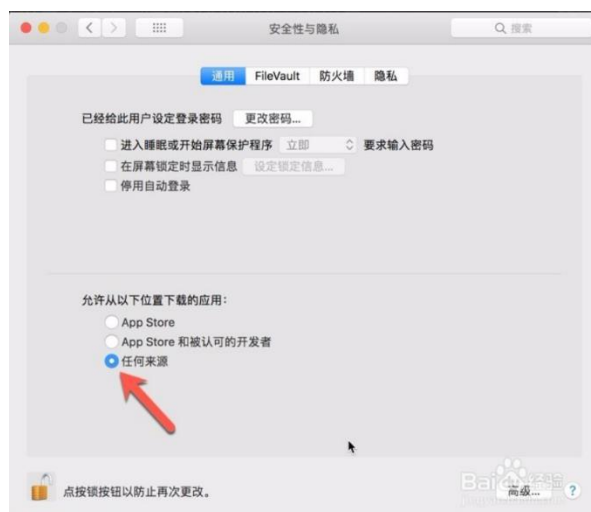 安全性与隐私
搜索
通用 FileVault 防火墙 隐私
已经给此用户设定登录密码 更改密码...
进入睡眠或开始屏幕保护程序 立即 要求输入密码
在屏幕锁定时显示信息 设定锁定信息...
停用自动登录
允许从以下位置下载的应用：
App Store
App Store 和被认可的开发者
任何来源
点按锁按钮以防止再次更改。
高级... ?
Bai 经验